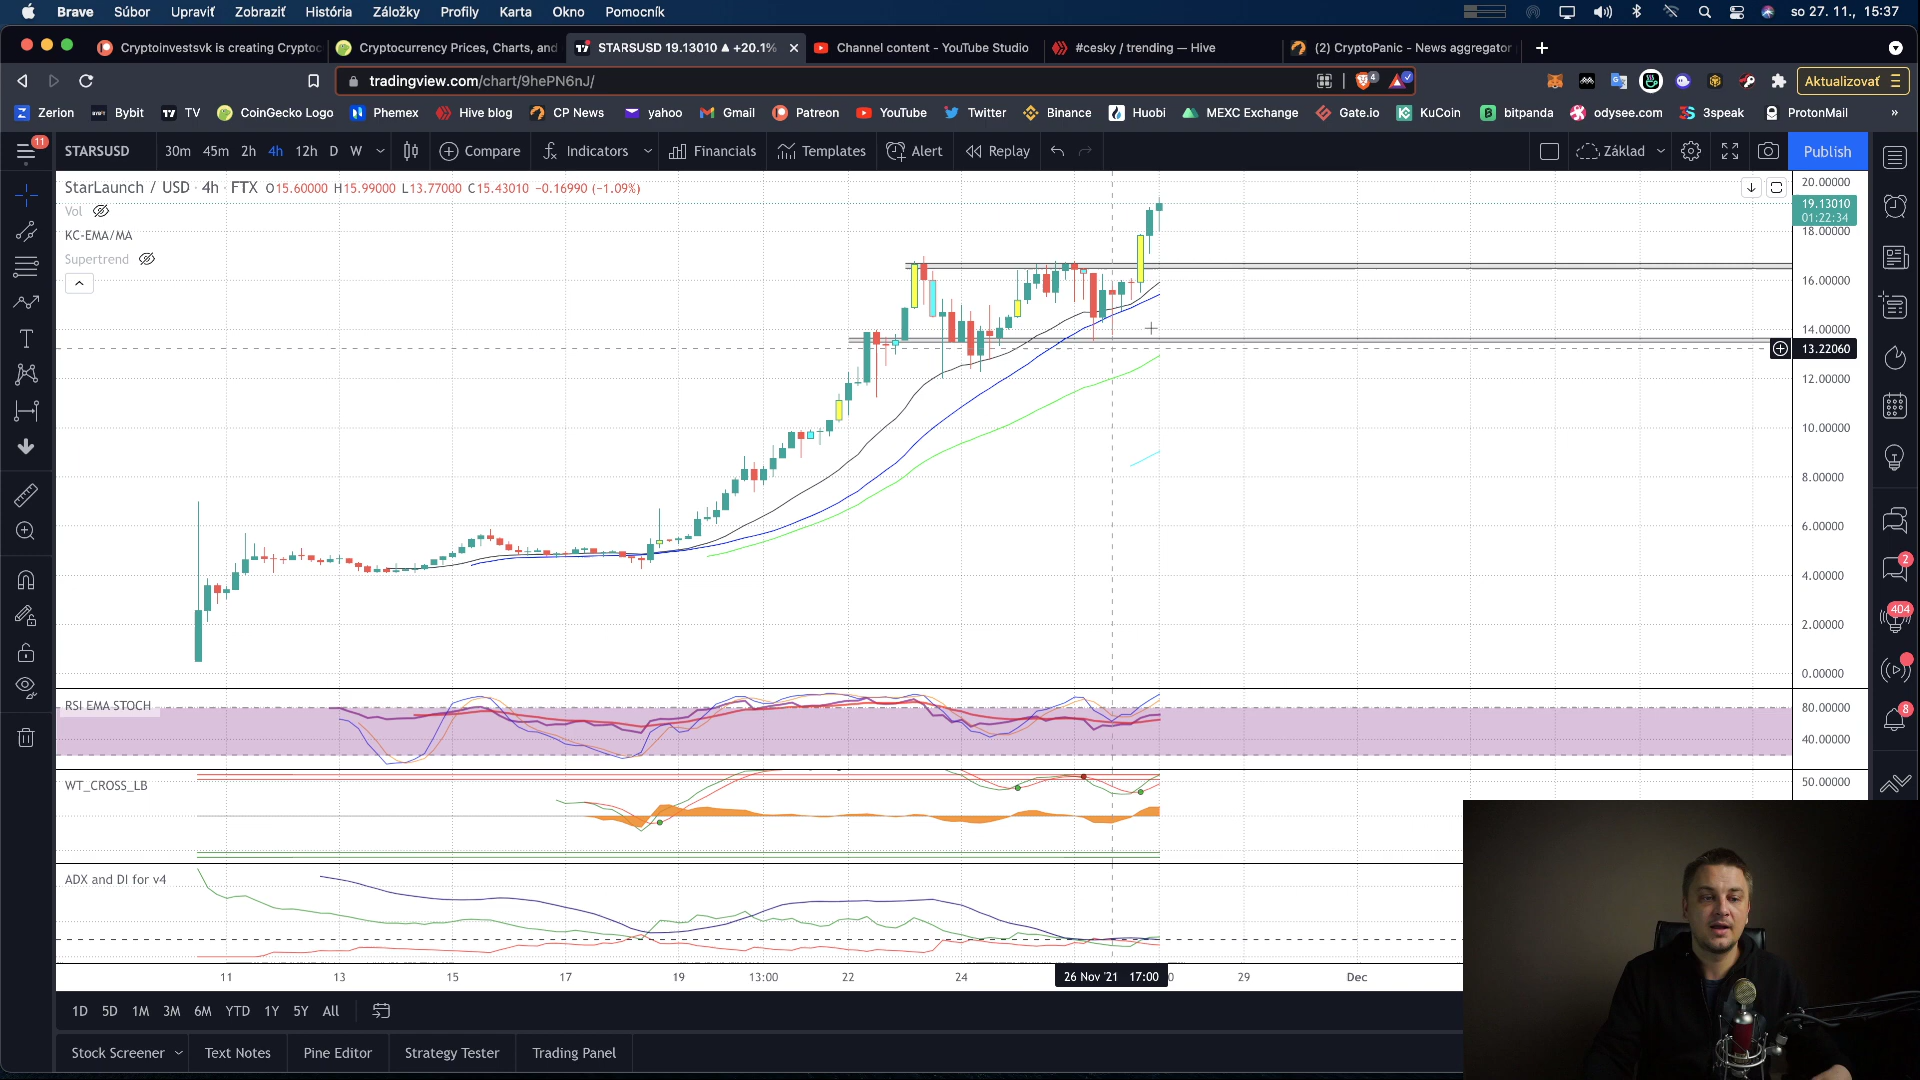 Brave Súbor Upraviť Zobraziť História Záložky Profily Karta Okno Pomocník so 27. 11., 15:37
Cryptoinvestsvk is creating Cryptoc Cryptocurrency Prices, Charts, and STARSUSD 19.13010 ▲ +20.1% Channel content - YouTube Studio #cesky / trending — Hive (2) CryptoPanic - News aggregator
tradingview.com/chart/9hePN6nJ/ 4 Aktualizovať
Zerion Bybit TV CoinGecko Logo Phemex Hive blog CP News yahoo Gmail Patreon YouTube Twitter Binance Huobi MEXC Exchange Gate.io KuCoin bitpanda odysee.com 3speak ProtonMail »
11 STARSUSD 30m 45m 2h 4h 12h D W Compare Indicators Financials Templates Alert Replay Základ Publish
StarLaunch / USD · 4h · FTX O15.60000 H15.99000 L13.77000 C15.43010 −0.16990 (−1.09%)
Vol
KC-EMA/MA
Supertrend
20.00000
19.13010
01:22:34
18.00000
16.00000
14.00000
13.22060
12.00000
10.00000
8.00000
6.00000
4.00000
2.00000
0.00000
2
404
8
RSI EMA STOCH
80.00000
40.00000
WT_CROSS_LB
50.00000
ADX and DI for v4
11 13 15 17 19 13:00 22 24 26 Nov '21 17:00 29 Dec
1D 5D 1M 3M 6M YTD 1Y 5Y All
Stock Screener Text Notes Pine Editor Strategy Tester Trading Panel